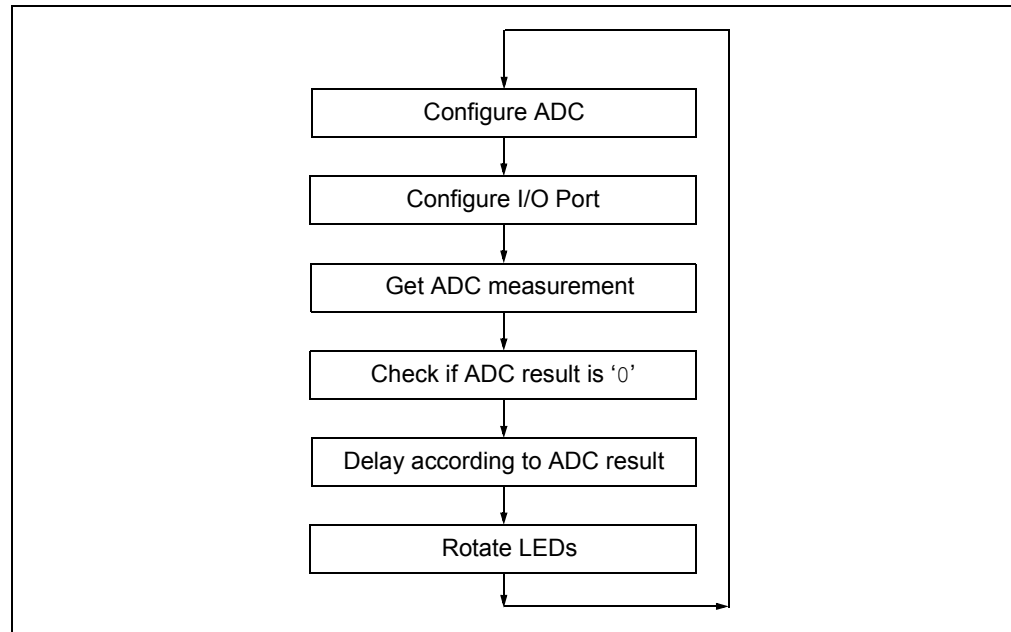 Configure ADC
Configure I/O Port
Get ADC measurement
Check if ADC result is ‘0’
Delay according to ADC result
Rotate LEDs